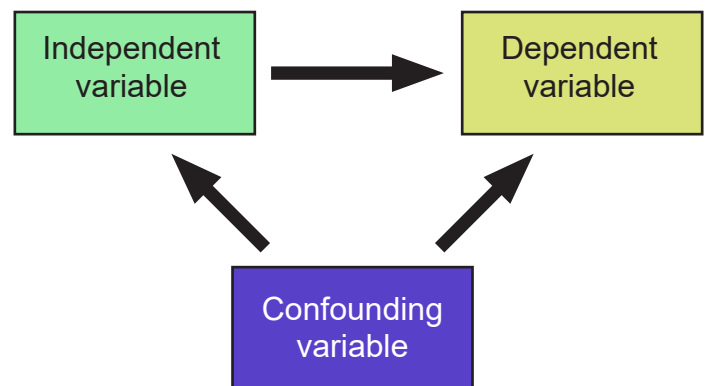 Independent
variable
Dependent
variable
Confounding
variable